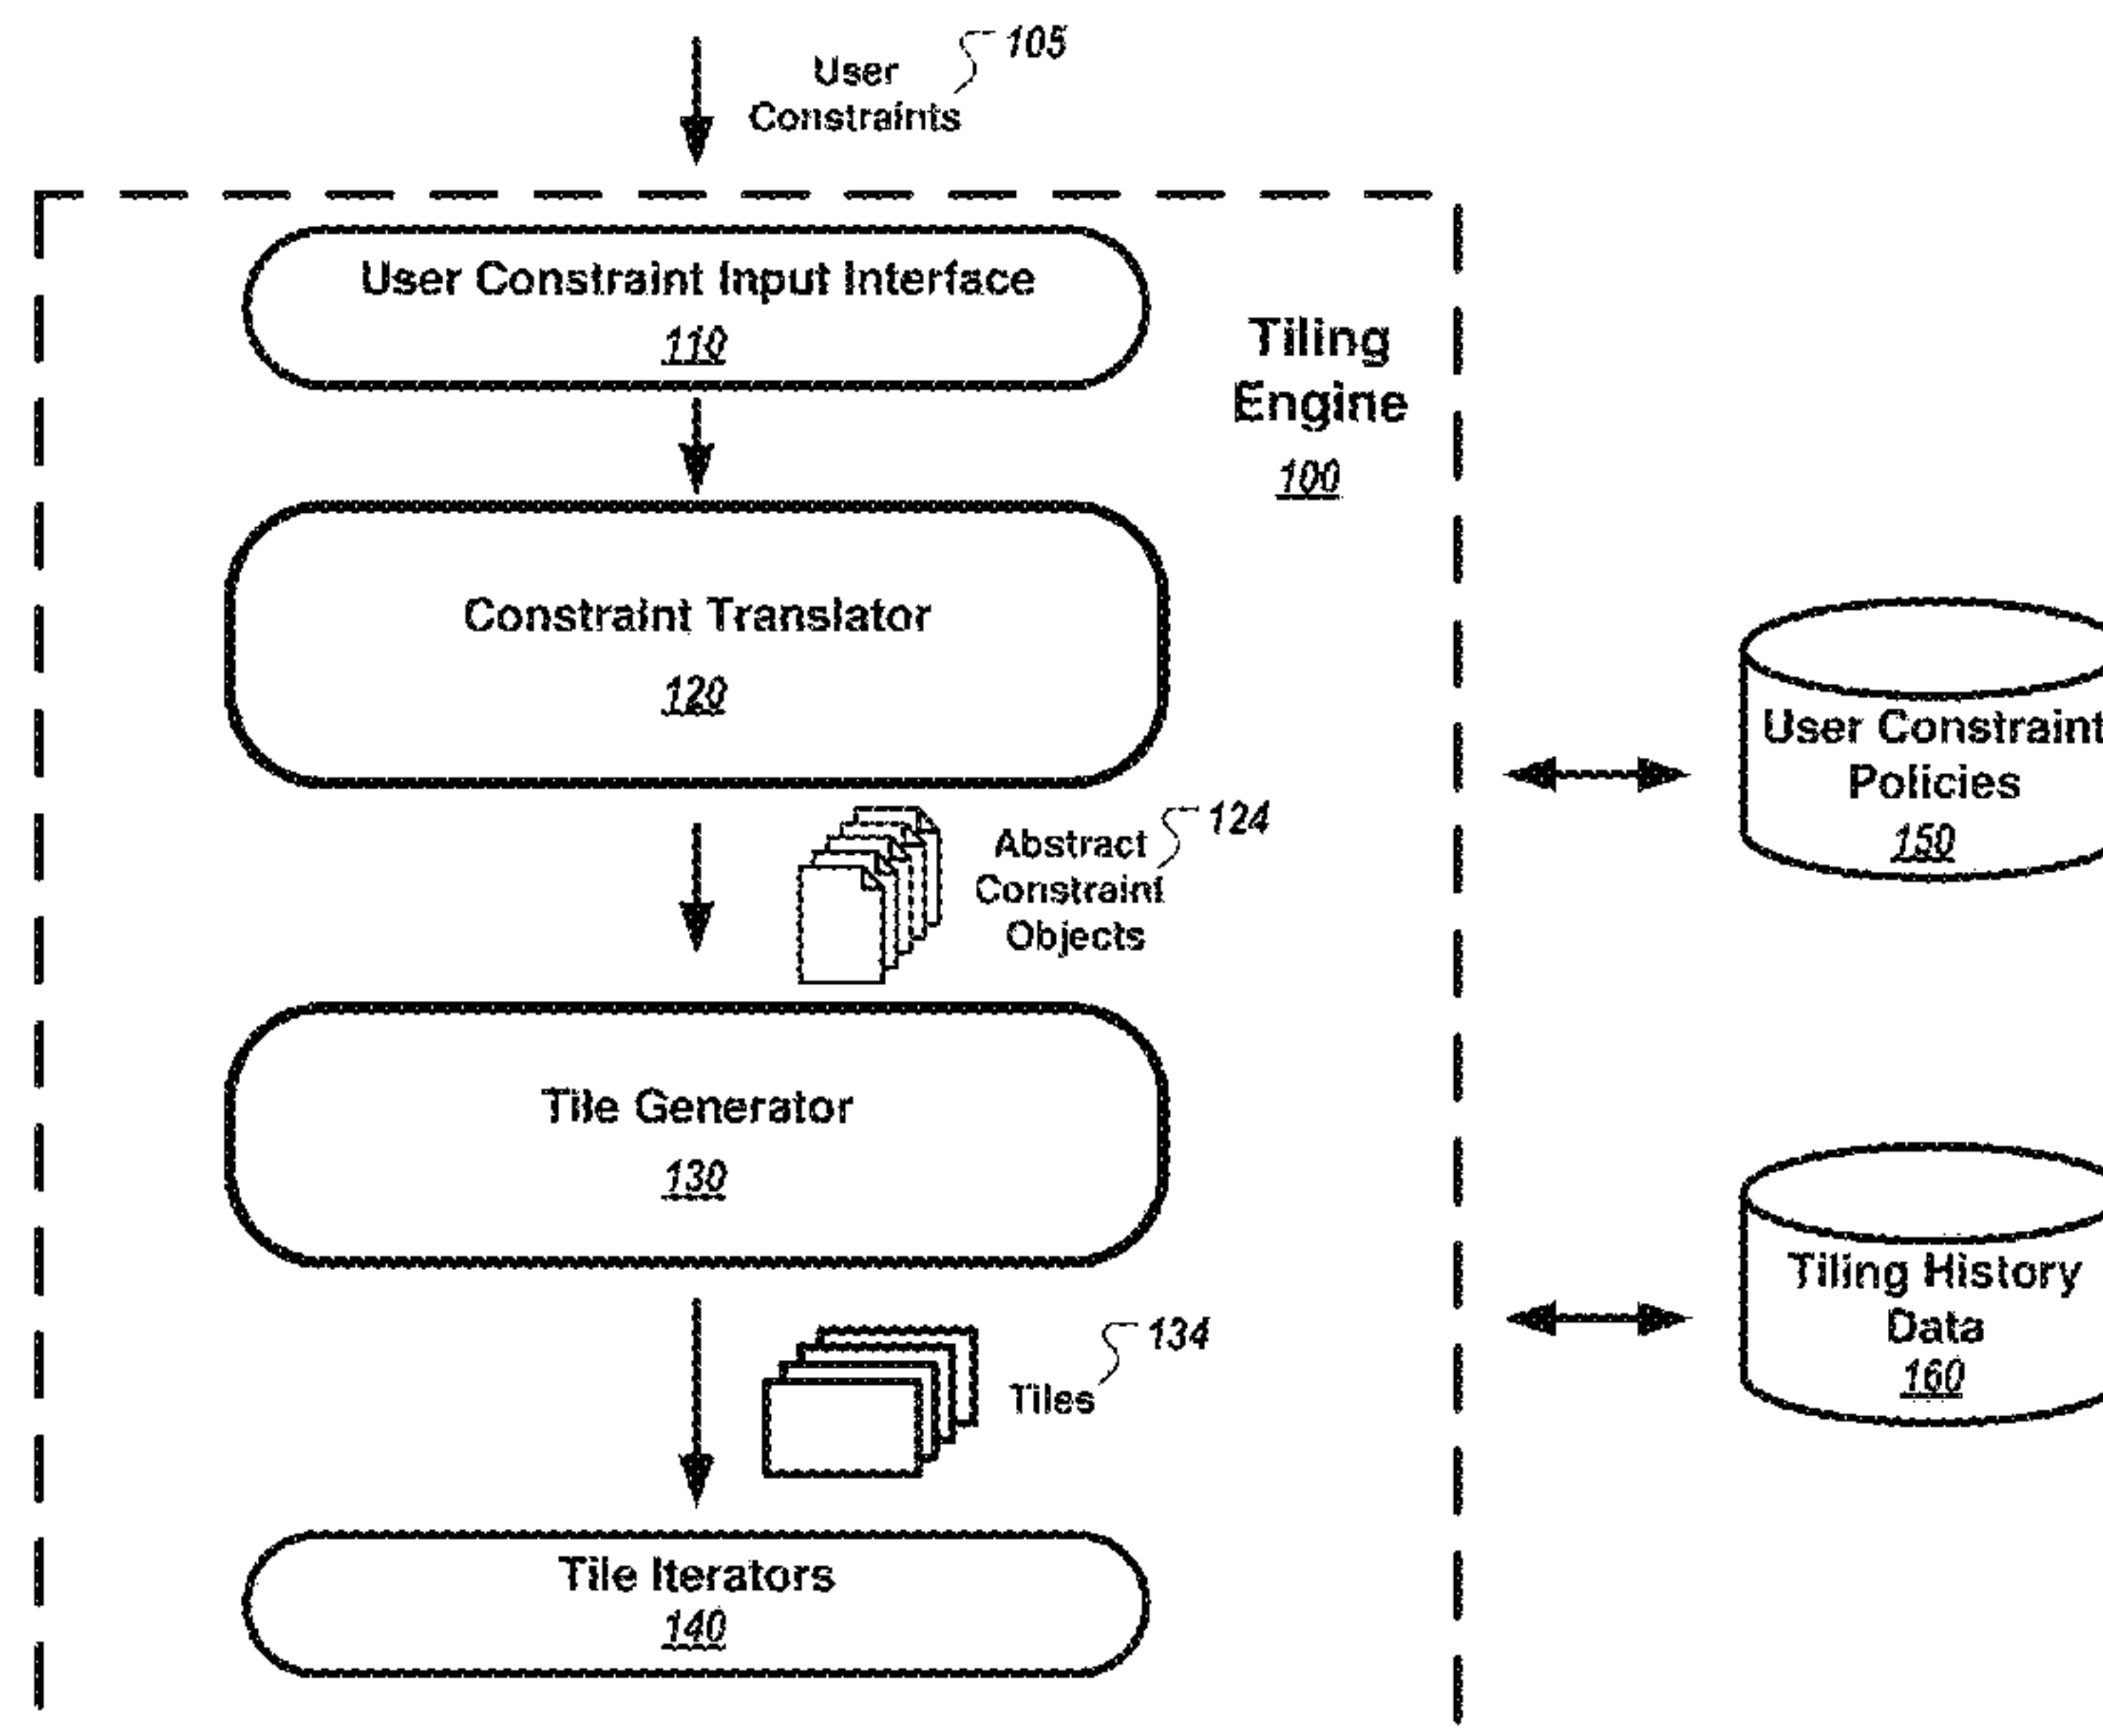 105
User
Constraints
User Constraint Input Interface
110
Tiling
Engine
100
Constraint Translator
120
User Constraint
Policies
150
124
Abstract
Constraint
Objects
Tile Generator
130
Tiling History
Data
160
134
Tiles
Tile Iterators
140